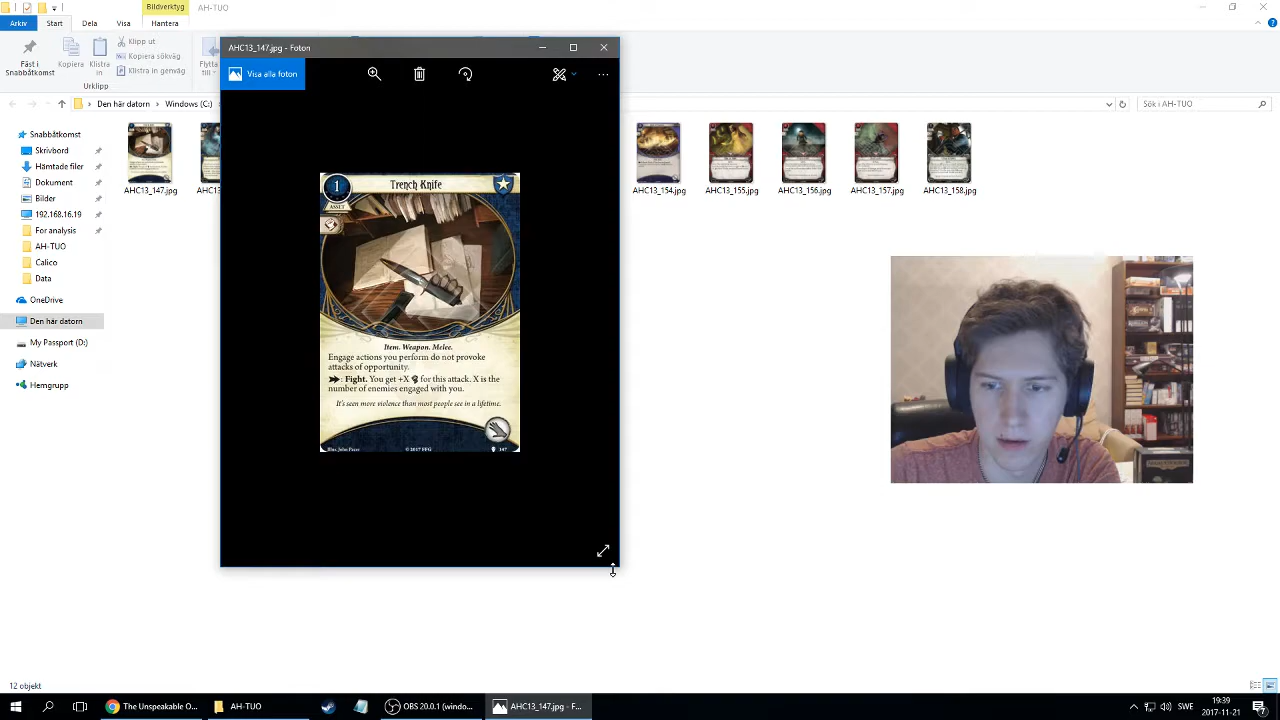 Bildverktyg
AH-TUO
Arkiv
Start
Dela
Visa
Hantera
Fäst i
Snabbåtkomst
Kopiera
Klistra
in
Klipp ut
Kopiera sökväg
Klistra in genväg
Urklipp
Flytta
till
AHC13_147.jpg - Foton
Visa alla foton
Den här datorn
Windows (C:)
Sök i AH-TUO
Snabbåtkomst
Skrivbord
Hämtade filer
Dokument
Bilder
192.168.16.19
For analysis
AH-TUO
Calico
Data
OneDrive
Den här datorn
My Passport (D:)
Nätverk
Hemgrupp
AHC13_147.jpg
AHC13_154.jpg
AHC13_155.jpg
AHC13_156.jpg
AHC13_157.jpg
AHC13_158.jpg
1
Trench Knife
ASSET
Item. Weapon. Melee.
Engage actions you perform do not provoke
attacks of opportunity.
: Fight. You get +X for this attack. X is the
number of enemies engaged with you.
It's seen more violence than most people see in a lifetime.
© 2017 FFG
147
12 objekt
The Unspeakable O...
AH-TUO
OBS 20.0.1 (windo...
AHC13_147.jpg - F...
SWE
19:39
2017-11-21